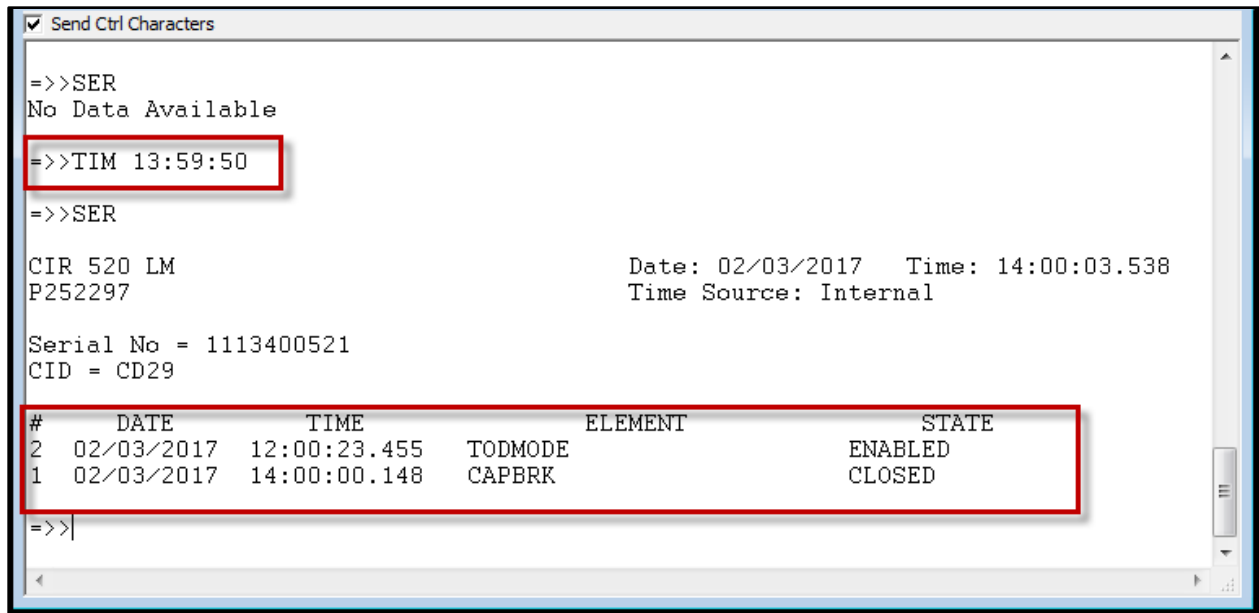 Send Ctrl Characters
=>>SER
No Data Available
=>>TIM 13:59:50
=>>SER
CIR 520 LM Date: 02/03/2017 Time: 14:00:03.538
P252297 Time Source: Internal
Serial No = 1113400521
CID = CD29
# DATE TIME ELEMENT STATE
2 02/03/2017 12:00:23.455 TODMODE ENABLED
1 02/03/2017 14:00:00.148 CAPBRK CLOSED
=>>